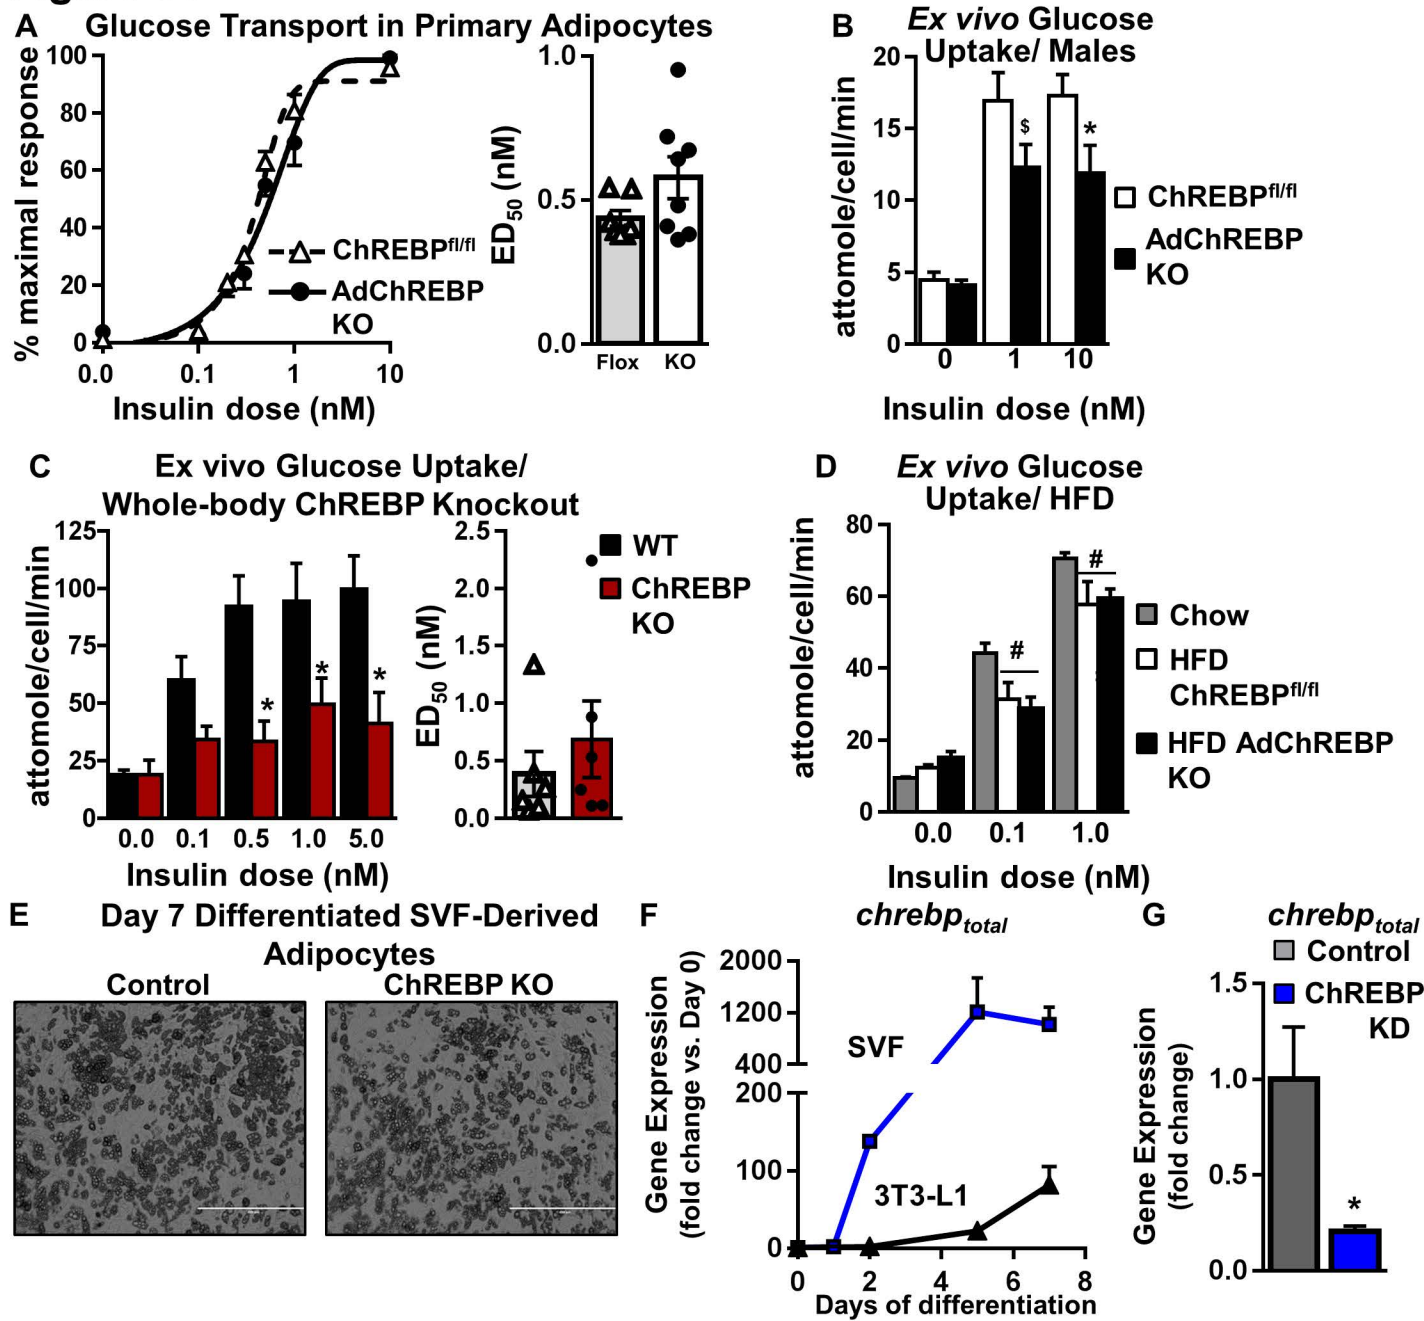 A
Glucose Transport in Primary Adipocytes
% maximal response
100
80
60
40
20
0
ChREBPfl/fl
AdChREBP
KO
0.0
0.1
1
10
Insulin dose (nM)
ED50 (nM)
1.0
0.5
0.0
Flox
KO
B
Ex vivo Glucose
Uptake/ Males
attomole/cell/min
20
15
10
5
0
$
*
ChREBPfl/fl
AdChREBP
KO
0
1
10
Insulin dose (nM)
C
Ex vivo Glucose Uptake/
Whole-body ChREBP Knockout
attomole/cell/min
125
100
75
50
25
0
*
*
*
0.0
0.1
0.5
1.0
5.0
Insulin dose (nM)
ED50 (nM)
2.5
2.0
1.5
1.0
0.5
0.0
WT
ChREBP
KO
D
Ex vivo Glucose
Uptake/ HFD
attomole/cell/min
80
60
40
20
0
#
#
Chow
HFD
ChREBPfl/fl
HFD AdChREBP
KO
0.0
0.1
1.0
Insulin dose (nM)
E
Day 7 Differentiated SVF-Derived
Adipocytes
Control
ChREBP KO
F
chrebptotal
Gene Expression
(fold change vs. Day 0)
2000
1200
400
200
100
0
SVF
3T3-L1
0
2
4
6
8
Days of differentiation
G
chrebptotal
Control
ChREBP
KD
Gene Expression
(fold change)
1.5
1.0
0.5
0.0
*